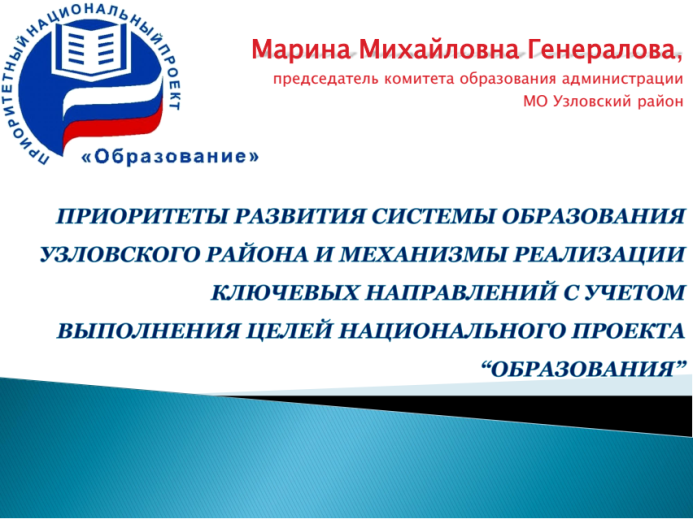 ПРИОРИТЕТНЫЙ НАЦИОНАЛЬНЫЙ ПРОЕКТ
«Образование»
Марина Михайловна Генералова,
председатель комитета образования администрации
МО Узловский район
ПРИОРИТЕТЫ РАЗВИТИЯ СИСТЕМЫ ОБРАЗОВАНИЯ
УЗЛОВСКОГО РАЙОНА И МЕХАНИЗМЫ РЕАЛИЗАЦИИ
КЛЮЧЕВЫХ НАПРАВЛЕНИЙ С УЧЕТОМ
ВЫПОЛНЕНИЯ ЦЕЛЕЙ НАЦИОНАЛЬНОГО ПРОЕКТА
“ОБРАЗОВАНИЯ”